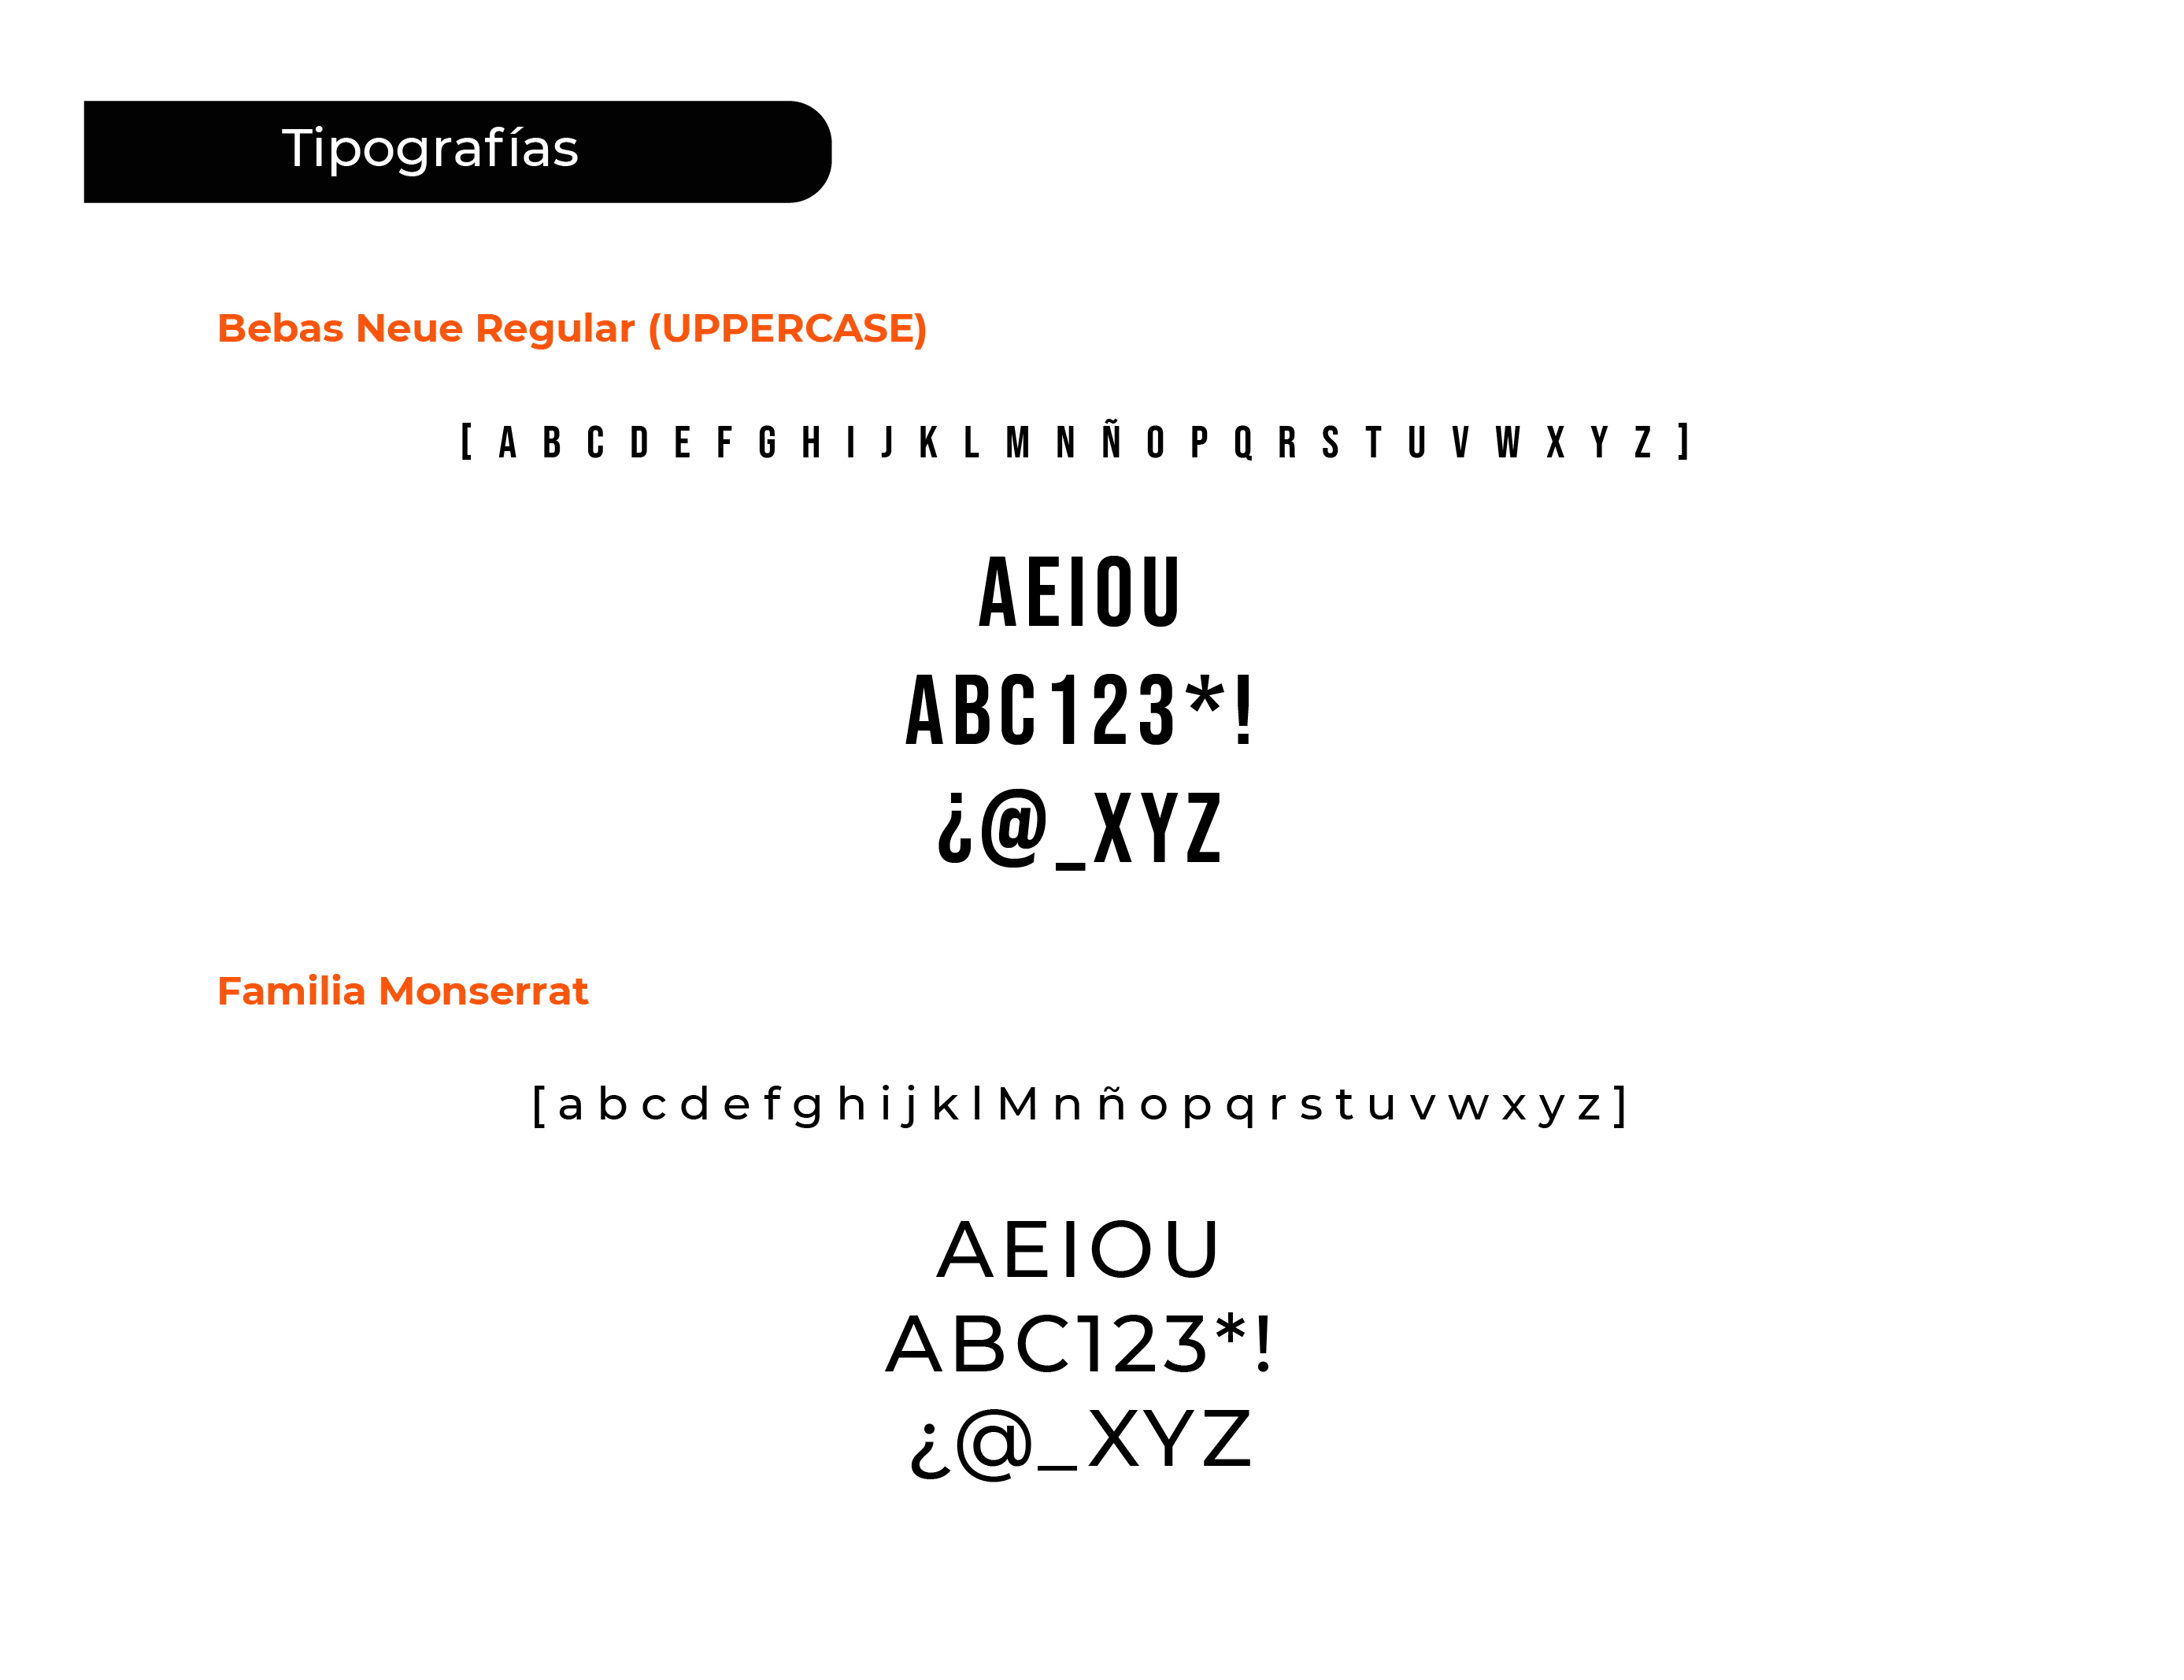 Tipografías
Bebas Neue Regular (UPPERCASE)
[ A B C D E F G H I J K L M N Ñ O P Q R S T U V W X Y Z ]
AEIOU
ABC123*!
¿@_XYZ
Familia Monserrat
[ a b c d e f g h i j k l M n ñ o p q r s t u v w x y z ]
AEIOU
ABC123*!
¿@_XYZ